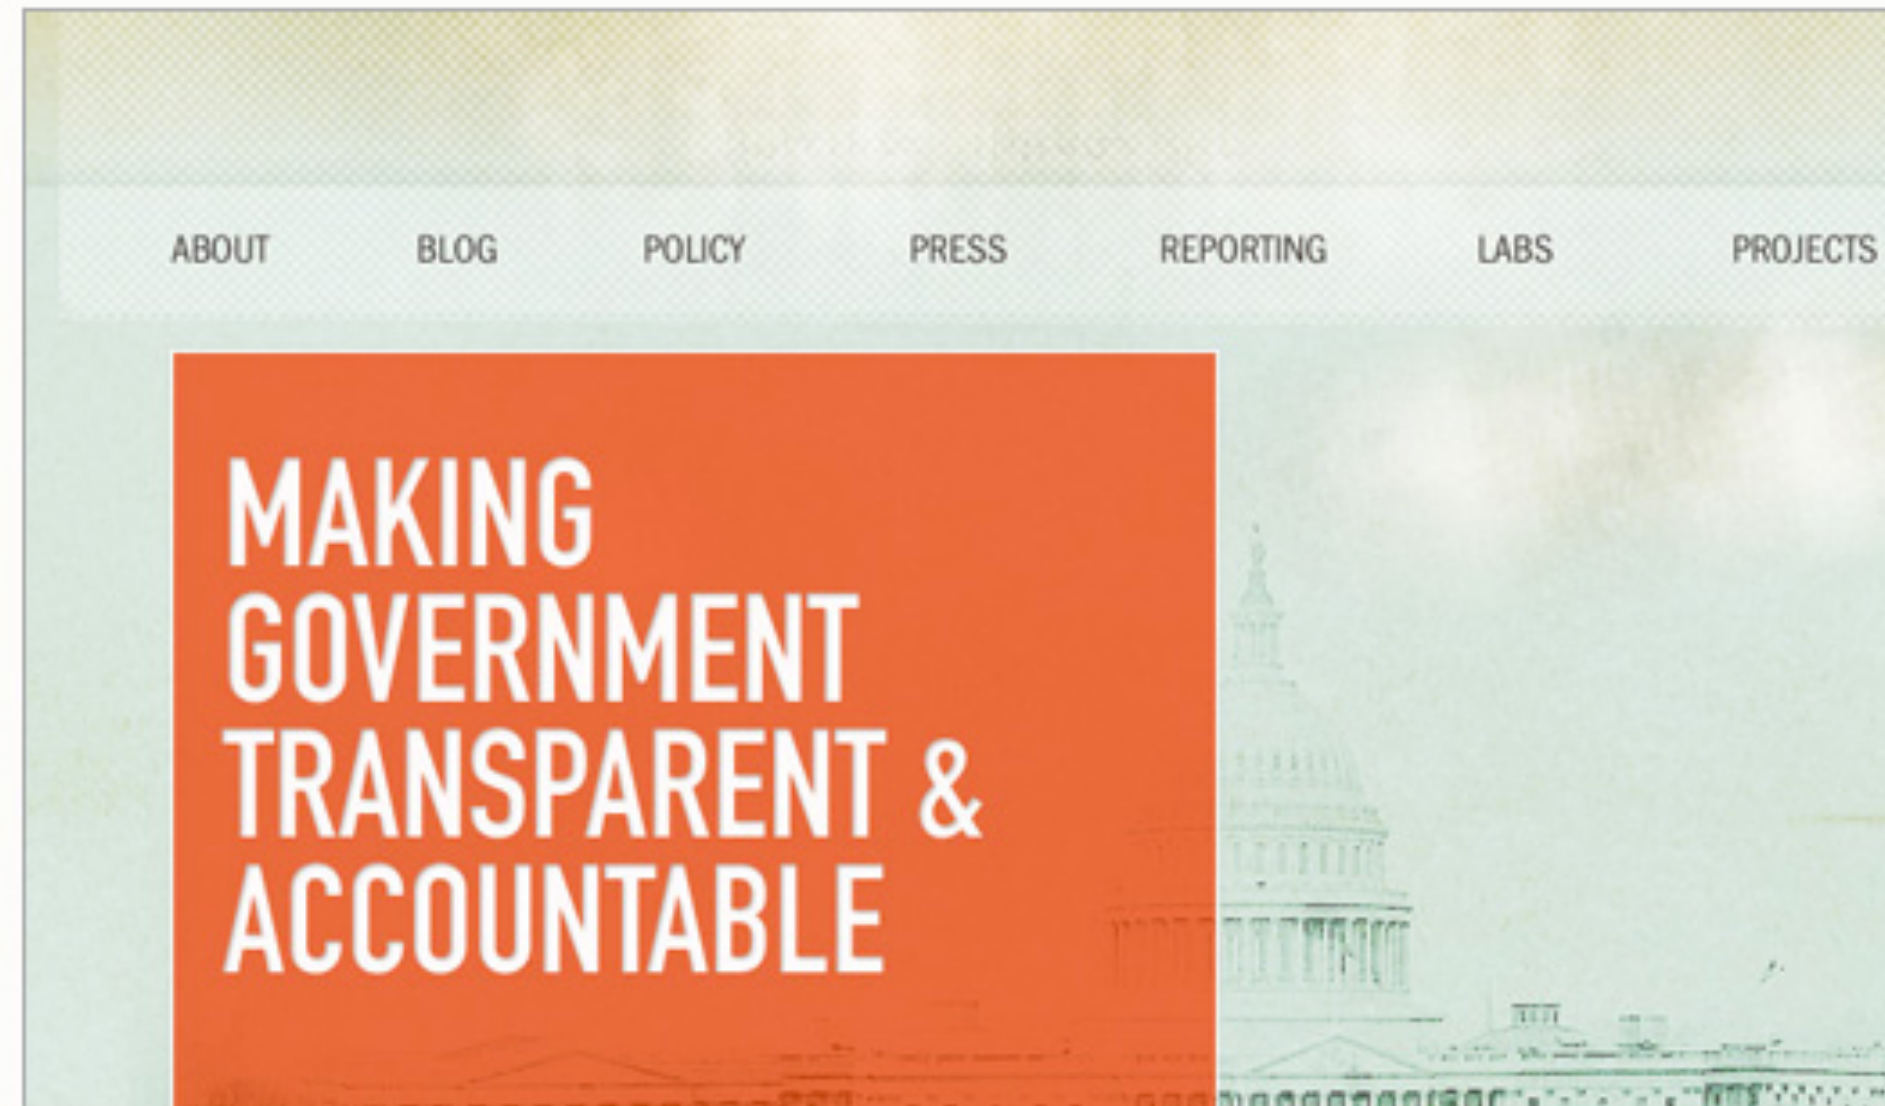 ABOUT BLOG POLICY PRESS REPORTING LABS PROJECTS
MAKING
GOVERNMENT
TRANSPARENT &
ACCOUNTABLE